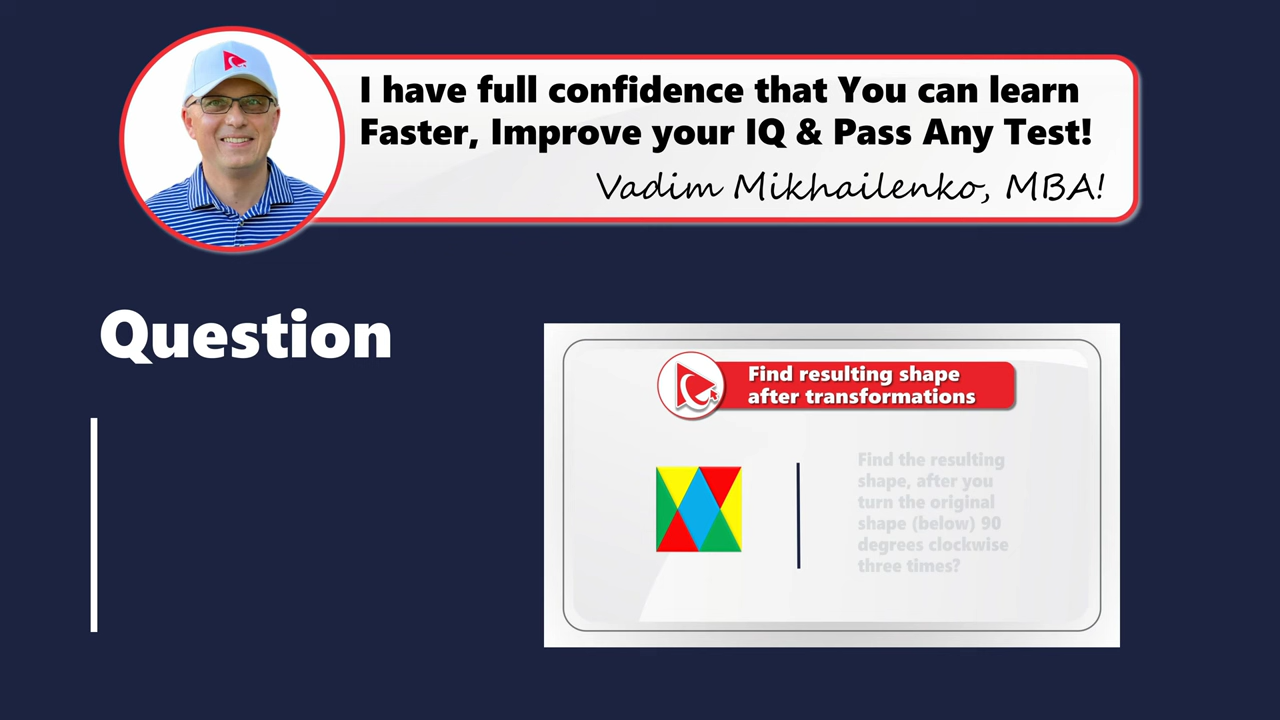 I have full confidence that You can learn
Faster, Improve your IQ & Pass Any Test!
Vadim Mikhailenko, MBA!
Question
Find resulting shape
after transformations
Find the resulting
shape, after you
turn the original
shape (below) 90
degrees clockwise
three times?